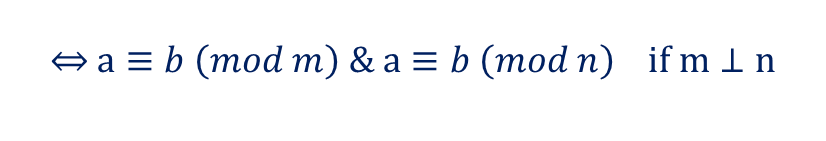 ⇔ a ≡ b (mod m) & a ≡ b (mod n) if m ⊥ n